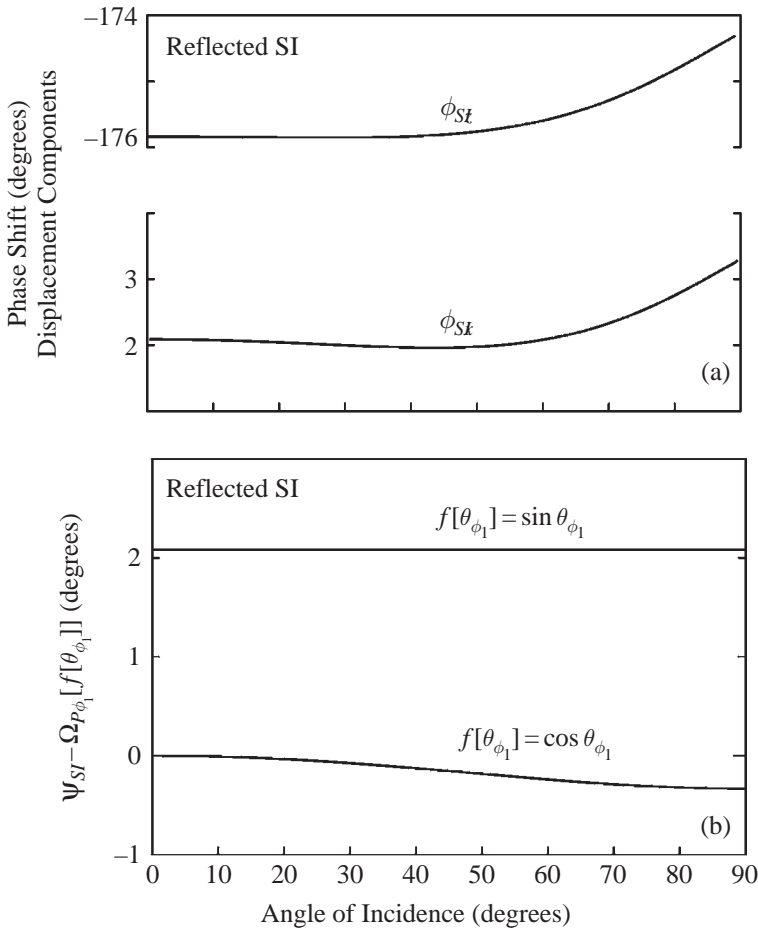 Phase Shift (degrees)
Displacement Components
−174
Reflected SI
ϕSIz
−176
3
ϕSIx
2
(a)
ψSI−ΩPϕ1[f[θϕ1]] (degrees)
Reflected SI
f[θϕ1]=sin θϕ1
2
1
f[θϕ1]=cos θϕ1
0
(b)
−1
0 10 20 30 40 50 60 70 80 90
Angle of Incidence (degrees)